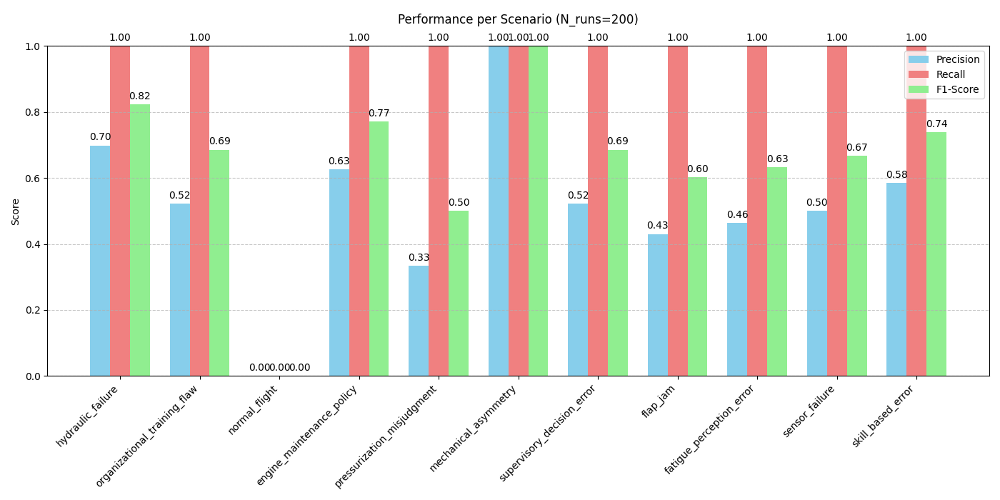 Performance per Scenario (N_runs=200)
1.00 1.00 1.00 1.00 1.00 1.00 1.00 1.00 1.00 1.00 1.00 1.00
Precision
Recall
F1-Score
0.70 0.82
0.52 0.69
0.00 0.00 0.00
0.63 0.77
0.33 0.50
0.52 0.69
0.43 0.60
0.46 0.63
0.50 0.67
0.58 0.74
Score
1.0
0.8
0.6
0.4
0.2
0.0
hydraulic_failure
organizational_training_flaw
normal_flight
engine_maintenance_policy
pressurization_misjudgment
mechanical_asymmetry
supervisory_decision_error
flap_jam
fatigue_perception_error
sensor_failure
skill_based_error